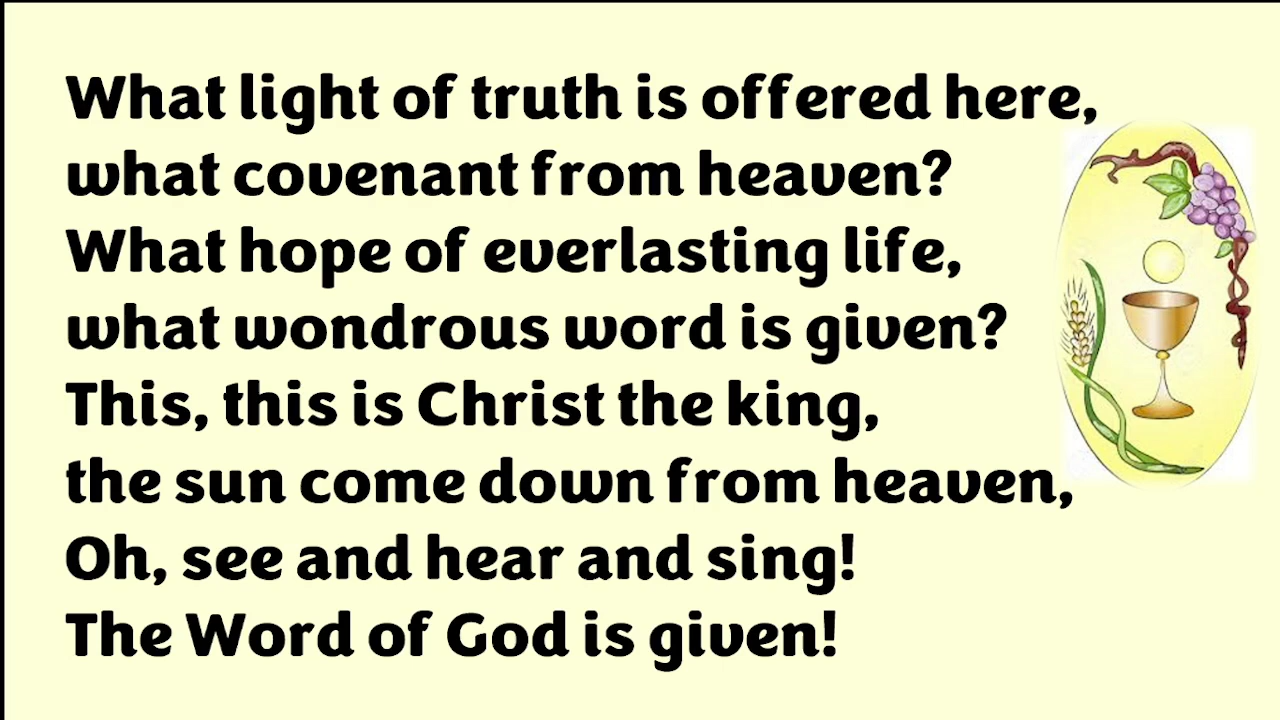 What light of truth is offered here,
what covenant from heaven?
What hope of everlasting life,
what wondrous word is given?
This, this is Christ the king,
the sun come down from heaven,
Oh, see and hear and sing!
The Word of God is given!